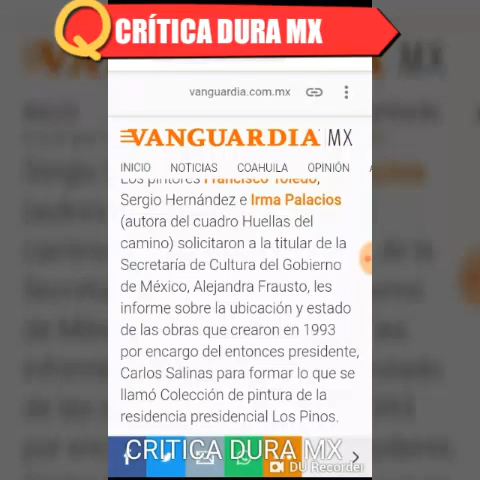 CRÍTICA DURA MX
vanguardia.com.mx
VANGUARDIA MX
INICIO NOTICIAS COAHUILA OPINIÓN
Los pintores Francisco Toledo,
Sergio Hernández e Irma Palacios
(autora del cuadro Huellas del
camino) solicitaron a la titular de la
Secretaría de Cultura del Gobierno
de México, Alejandra Frausto, les
informe sobre la ubicación y estado
de las obras que crearon en 1993
por encargo del entonces presidente,
Carlos Salinas para formar lo que se
llamó Colección de pintura de la
residencia presidencial Los Pinos.
CRITICA DURA MX
DU Recorder